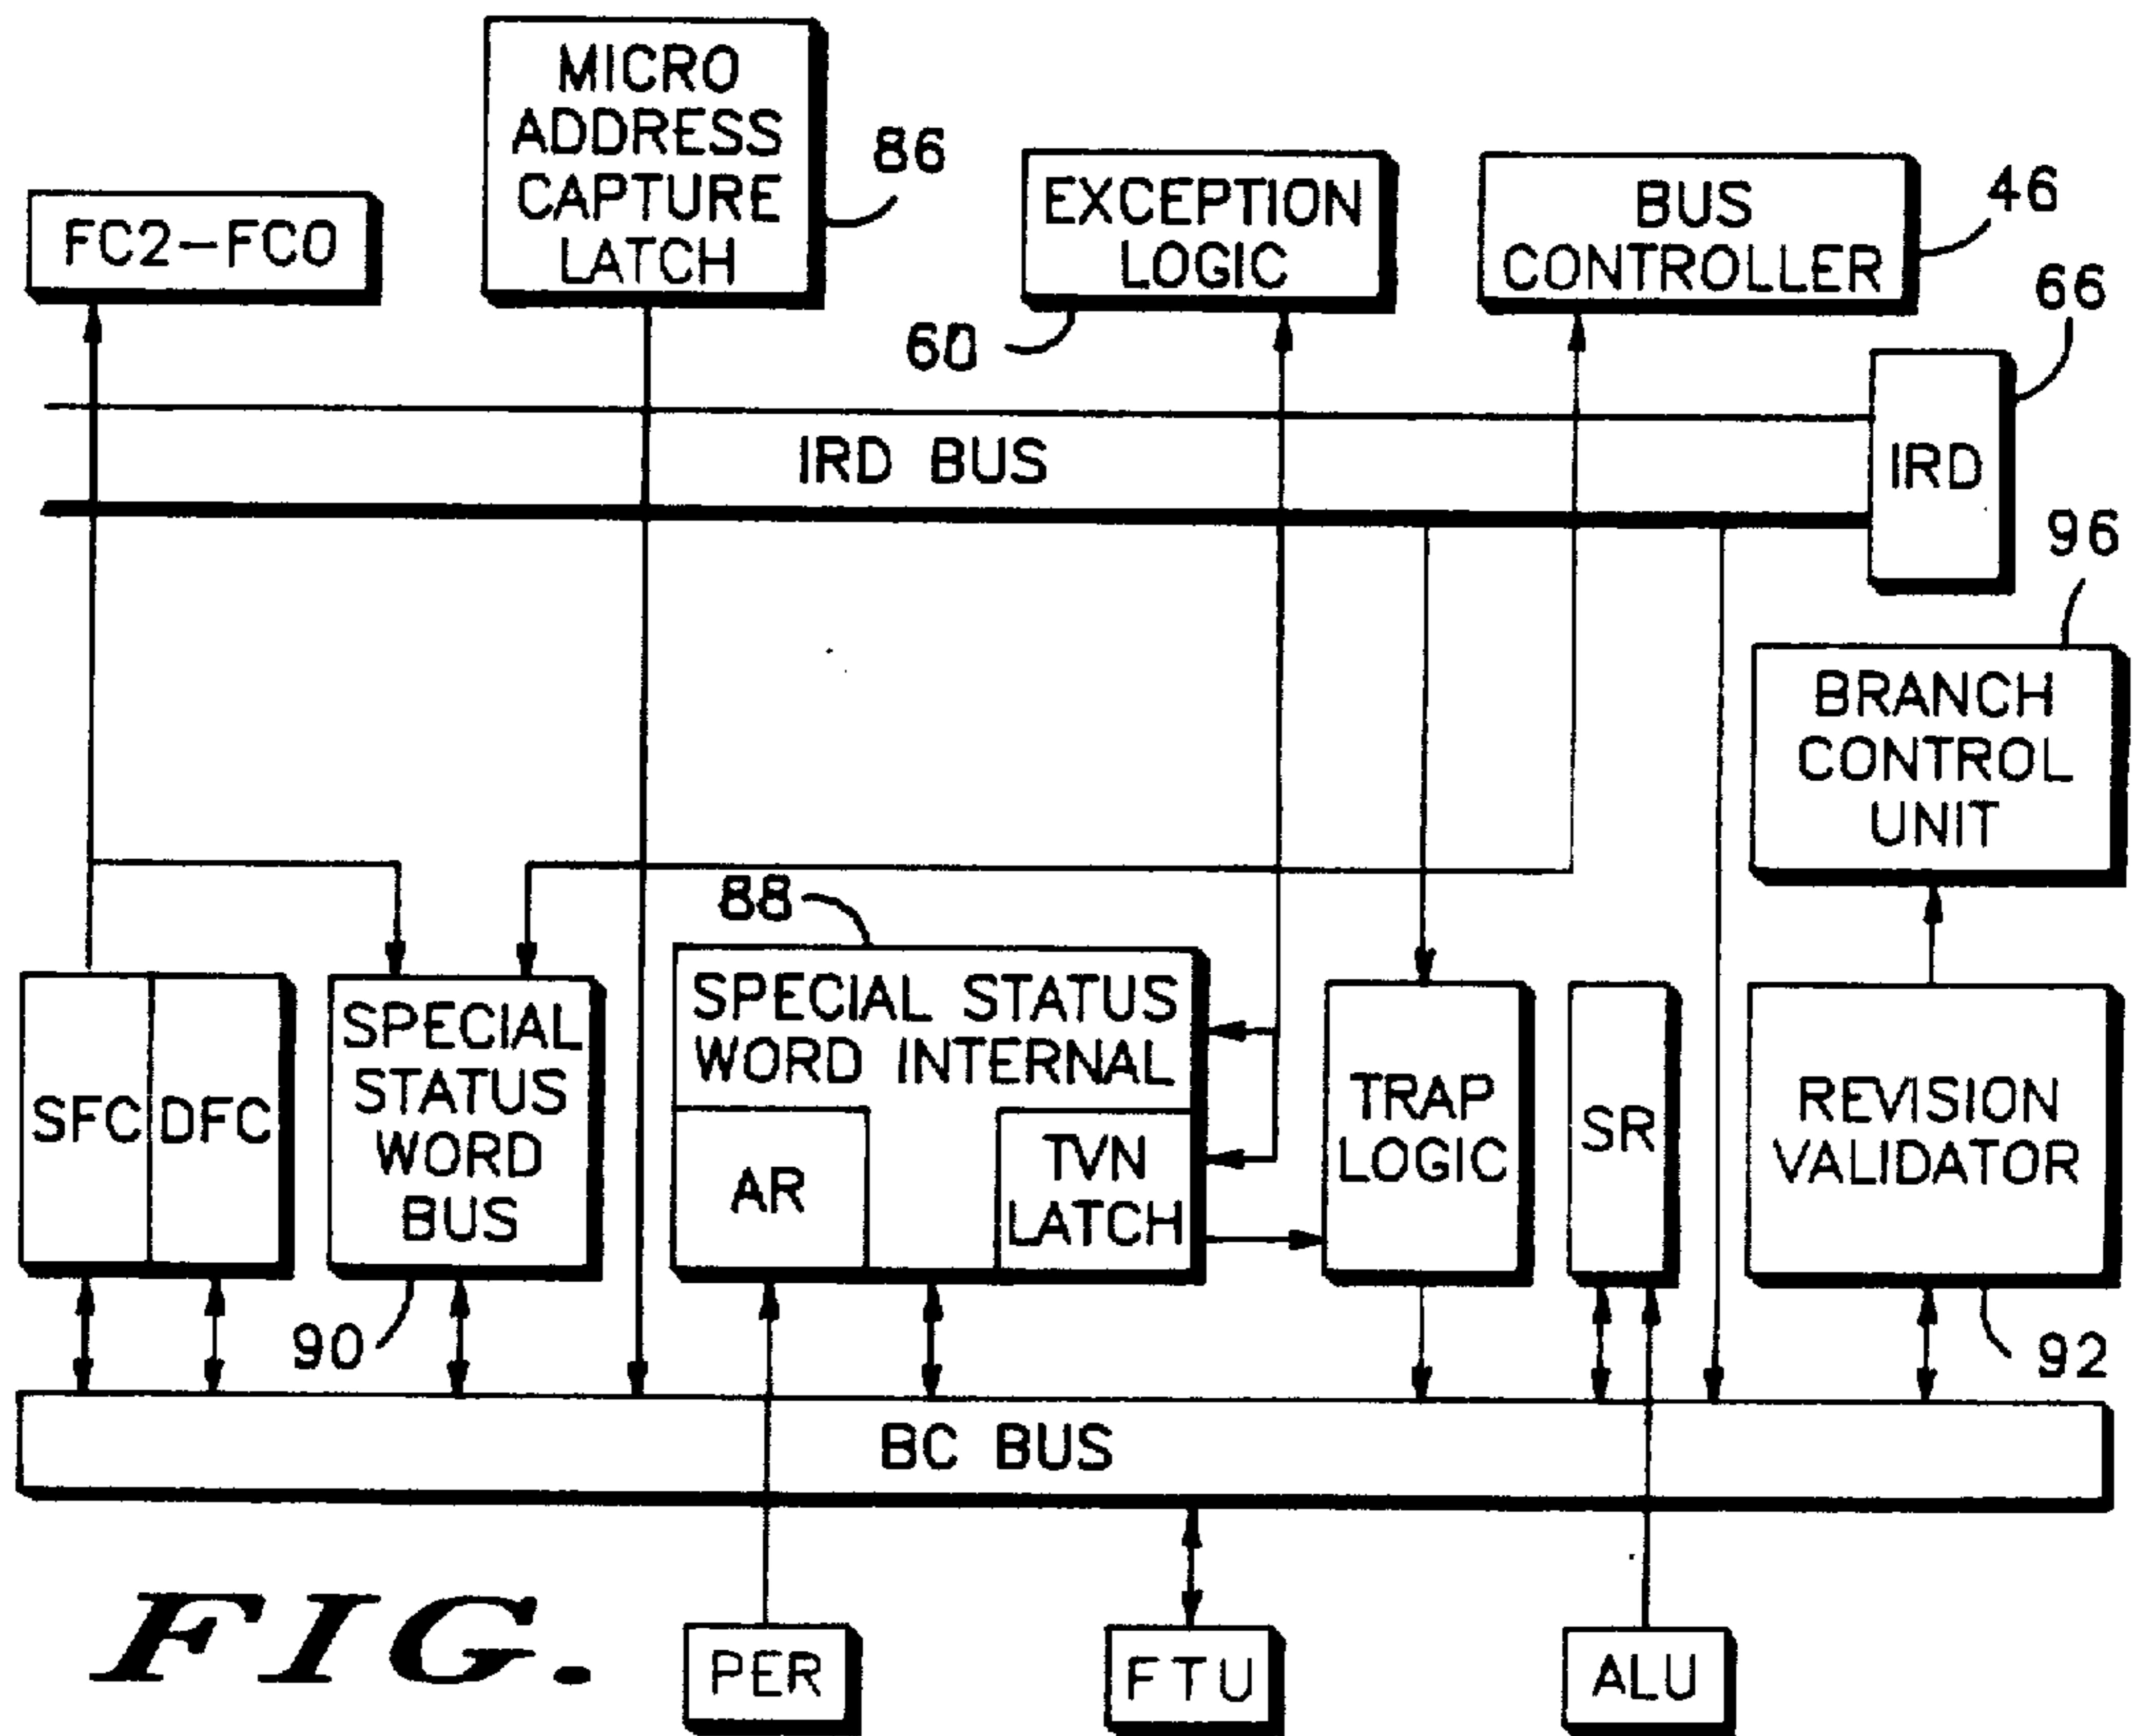 MICRO
ADDRESS
CAPTURE
LATCH
86
FC2-FC0
EXCEPTION
LOGIC
60
BUS
CONTROLLER
46
66
IRD BUS
IRD
96
BRANCH
CONTROL
UNIT
88
SFC
DFC
SPECIAL
STATUS
WORD
BUS
90
SPECIAL STATUS
WORD INTERNAL
AR
TVN
LATCH
TRAP
LOGIC
SR
REVISION
VALIDATOR
92
BC BUS
FIG.
PER
FTU
ALU